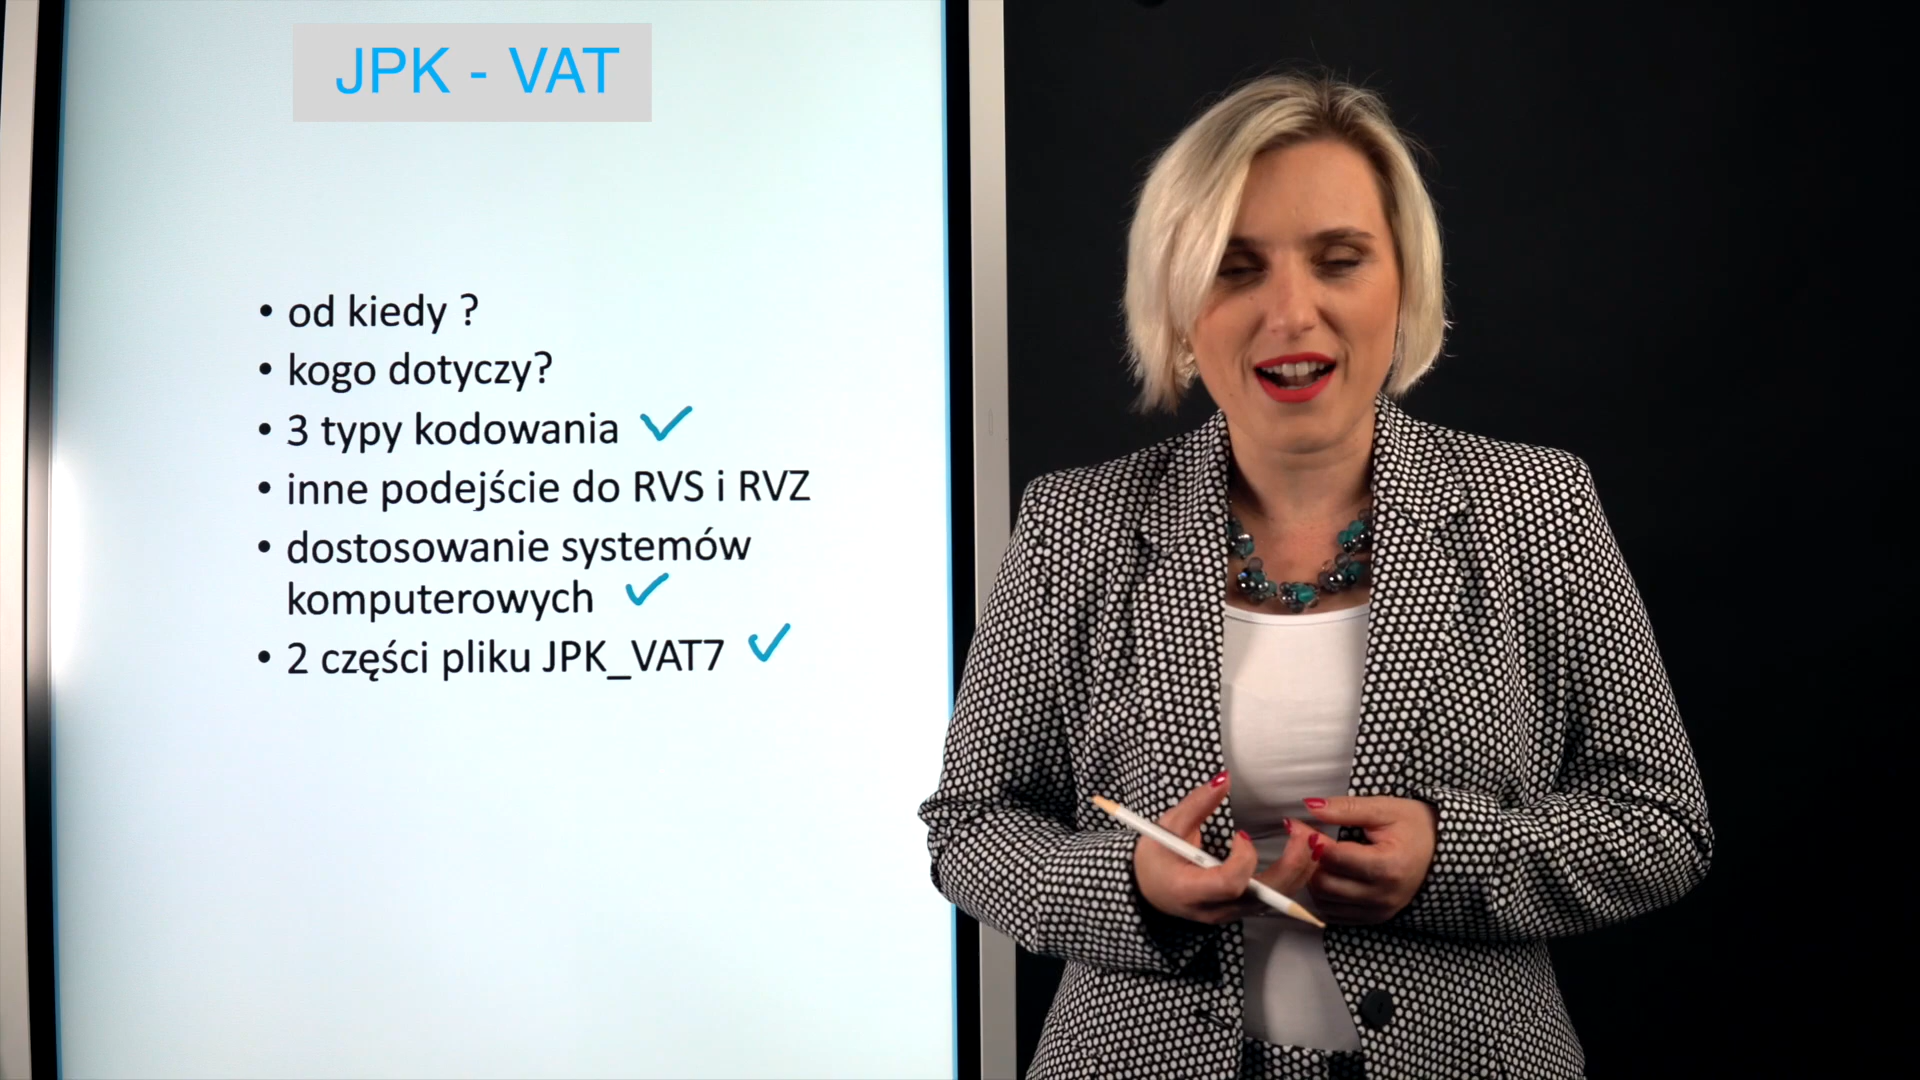 JPK - VAT
• od kiedy ?
• kogo dotyczy?
• 3 typy kodowania ✓
• inne podejście do RVS i RVZ
• dostosowanie systemów
komputerowych ✓
• 2 części pliku JPK_VAT7 ✓